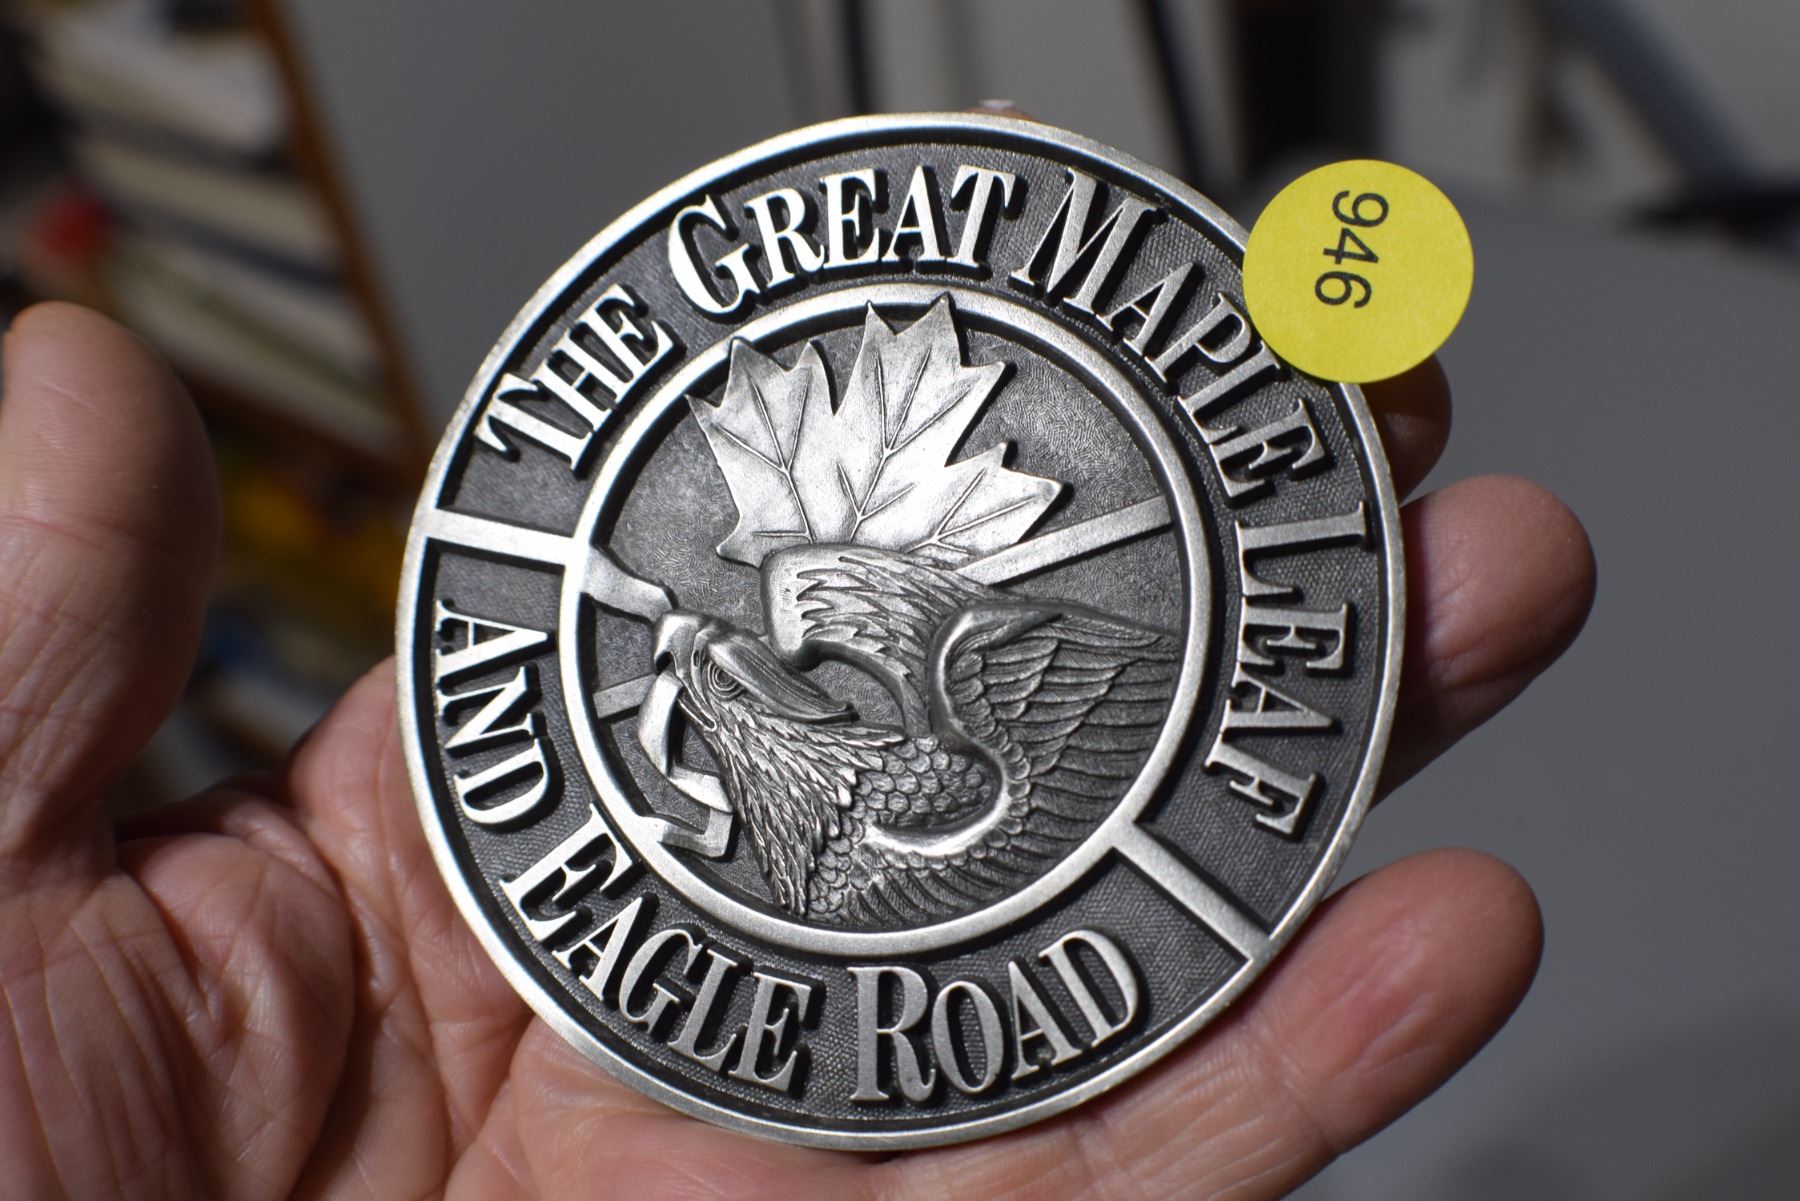 THE GREAT MAPLE LEAF
AND EAGLE ROAD
946